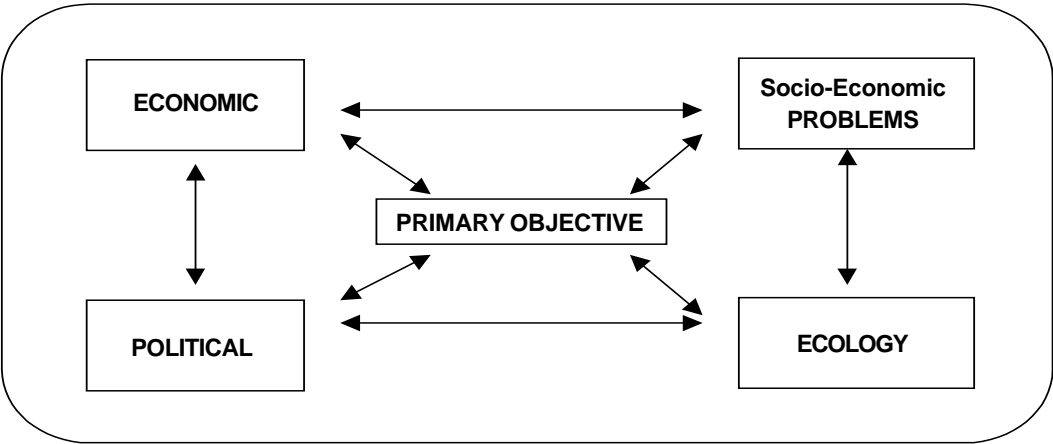 ECONOMIC
Socio-Economic
PROBLEMS
PRIMARY OBJECTIVE
POLITICAL
ECOLOGY